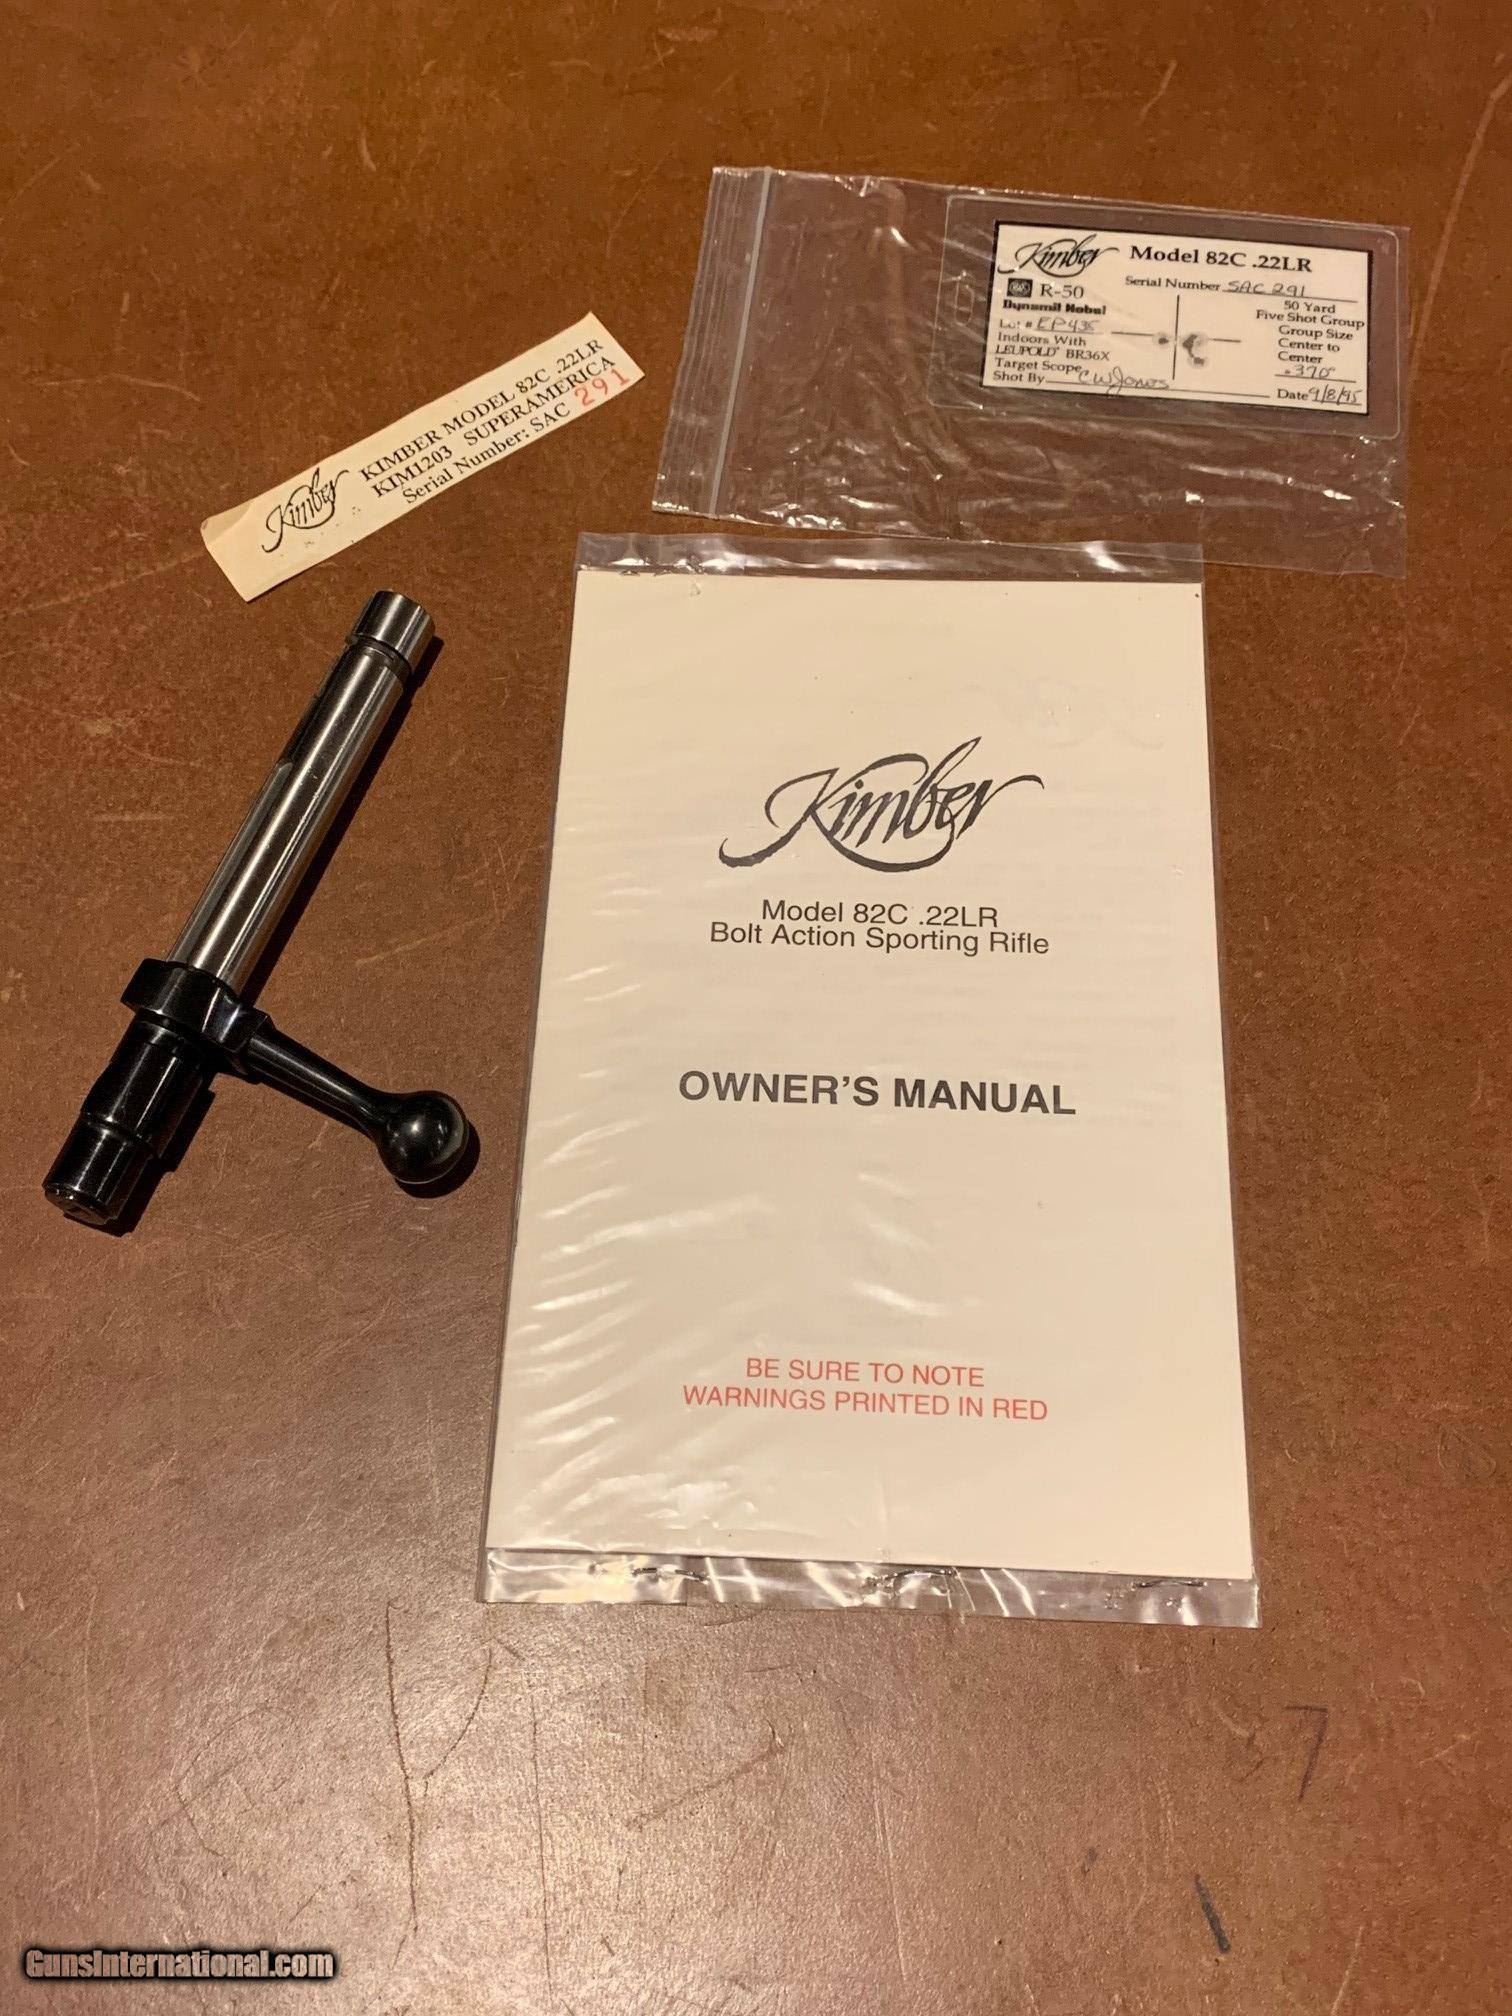 Kimber
KIMBER MODEL 82C .22LR
KIM1203 SUPERAMERICA
Serial Number: SAC 291
Kimber
Model 82C .22LR
Serial Number SAC 291
R-50
Dynamit Nobel
Lot # EP435
Indoors With
LEUPOLD BR36X
Target Scope
Shot By CW Jones
50 Yard
Five Shot Group
Group Size
Center to
Center
.370"
Date 9/8/95
Kimber
Model 82C .22LR
Bolt Action Sporting Rifle
OWNER'S MANUAL
BE SURE TO NOTE
WARNINGS PRINTED IN RED
GunsInternational.com